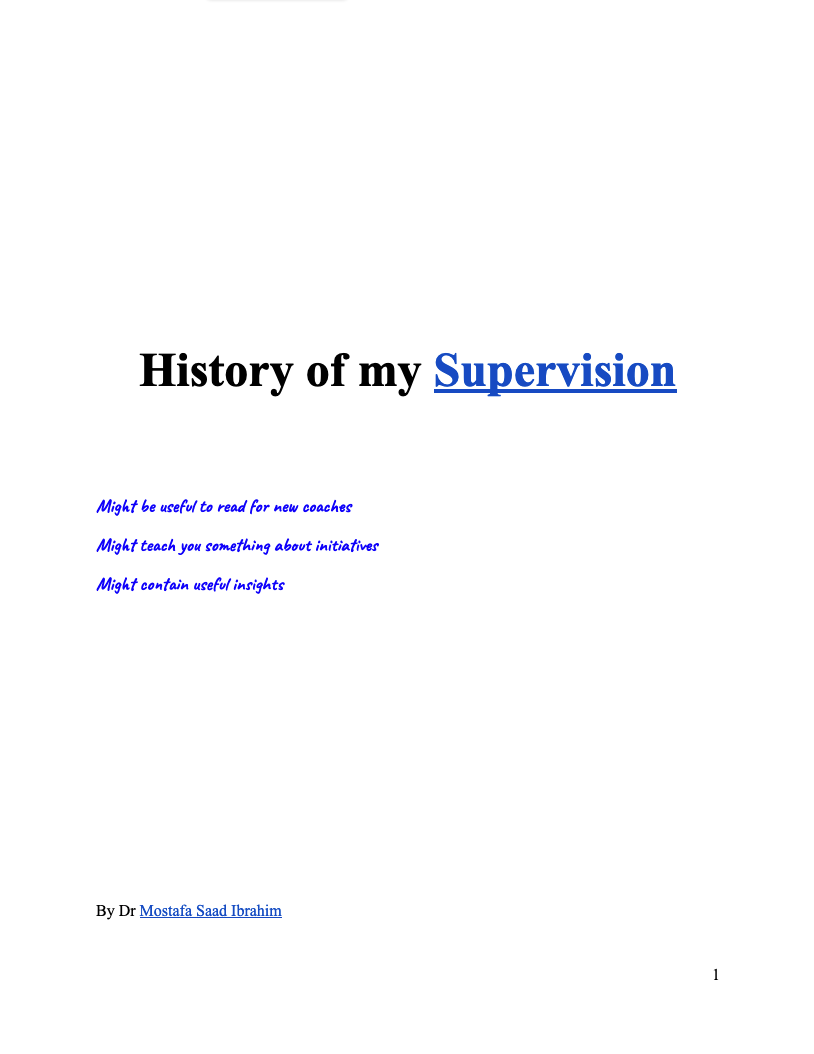 History of my Supervision
Might be useful to read for new coaches
Might teach you something about initiatives
Might contain useful insights
By Dr Mostafa Saad Ibrahim
1